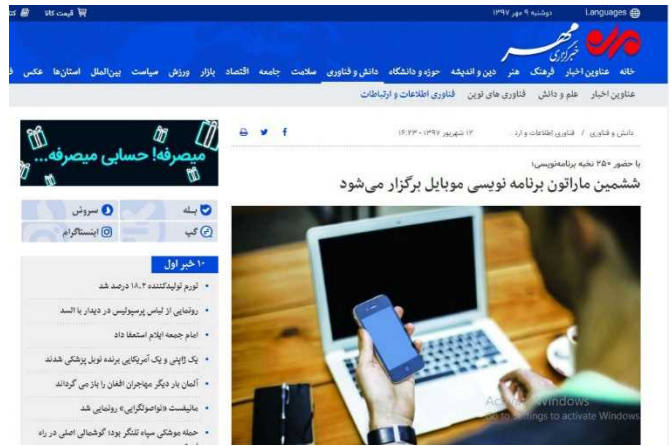 Languages
دوشنبه ۹ مهر ۱۳۹۷
قیمت کالا
خبرگزاری مهر
خانه عناوین اخبار فرهنگ هنر دین و اندیشه حوزه و دانشگاه دانش و فناوری سلامت جامعه اقتصاد بازار ورزش سیاست بین‌الملل استان‌ها عکس
عناوین اخبار علم و دانش فناوری های نوین فناوری اطلاعات و ارتباطات
دانش و فناوری / فناوری اطلاعات و ارت...
۱۲ شهریور ۱۳۹۷ - ۱۶:۲۳
با حضور ۲۵۰ نخبه برنامه‌نویسی؛
ششمین ماراتون برنامه نویسی موبایل برگزار می‌شود
میصرفه! حسابی میصرفه...
بله
سروش
گپ
اینستاگرام
۱۰ خبر اول
تورم تولیدکننده ۱۸.۲ درصد شد
رونمایی از لباس پرسپولیس در دیدار با السد
امام جمعه ایلام استعفا داد
یک ژاپنی و یک آمریکایی برنده نوبل پزشکی شدند
آلمان بار دیگر مهاجران افغان را باز می گرداند
مانیفست «نواصولگرایی» رونمایی شد
حمله موشکی سپاه تلنگر بود؛ گوشمالی اصلی در راه
Windows
Go to Settings to activate Windows.